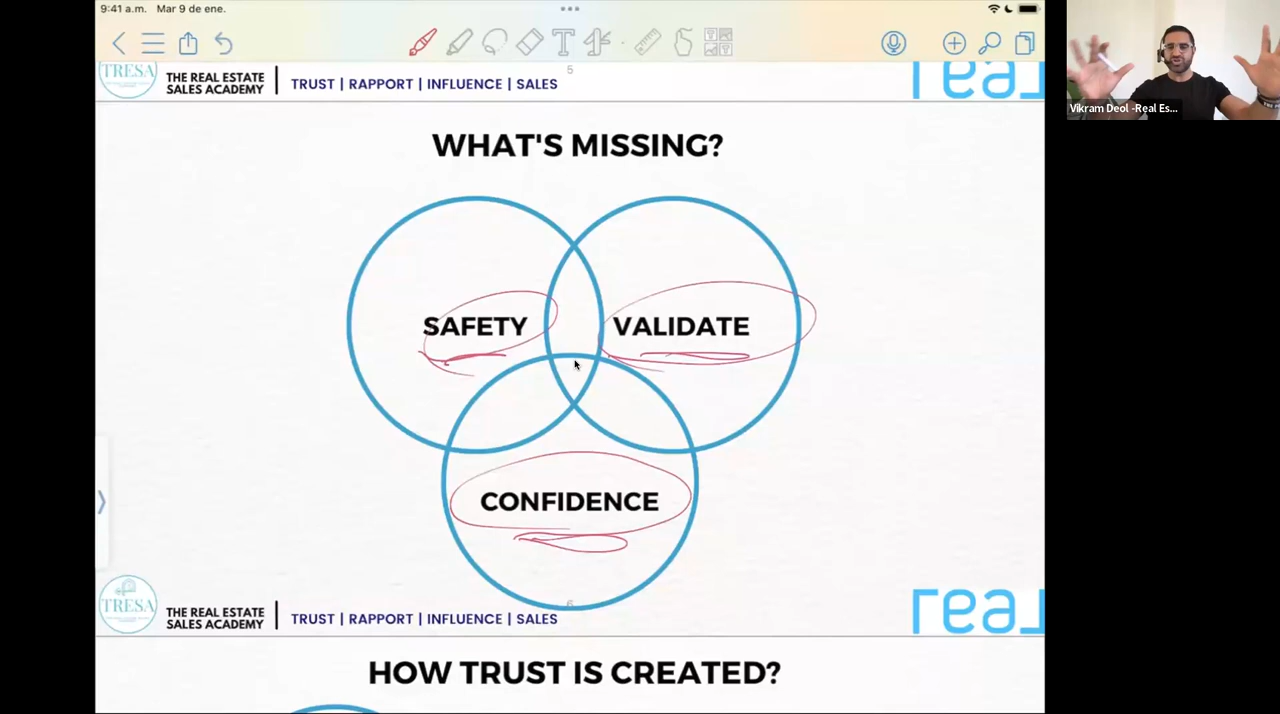 9:41 a.m. Mar 9 de ene.
TRESA
THE REAL ESTATE
SALES ACADEMY
TRUST | RAPPORT | INFLUENCE | SALES
5
real
WHAT'S MISSING?
SAFETY
VALIDATE
CONFIDENCE
6
TRESA
THE REAL ESTATE
SALES ACADEMY
TRUST | RAPPORT | INFLUENCE | SALES
real
HOW TRUST IS CREATED?
Vikram Deol -Real Es...